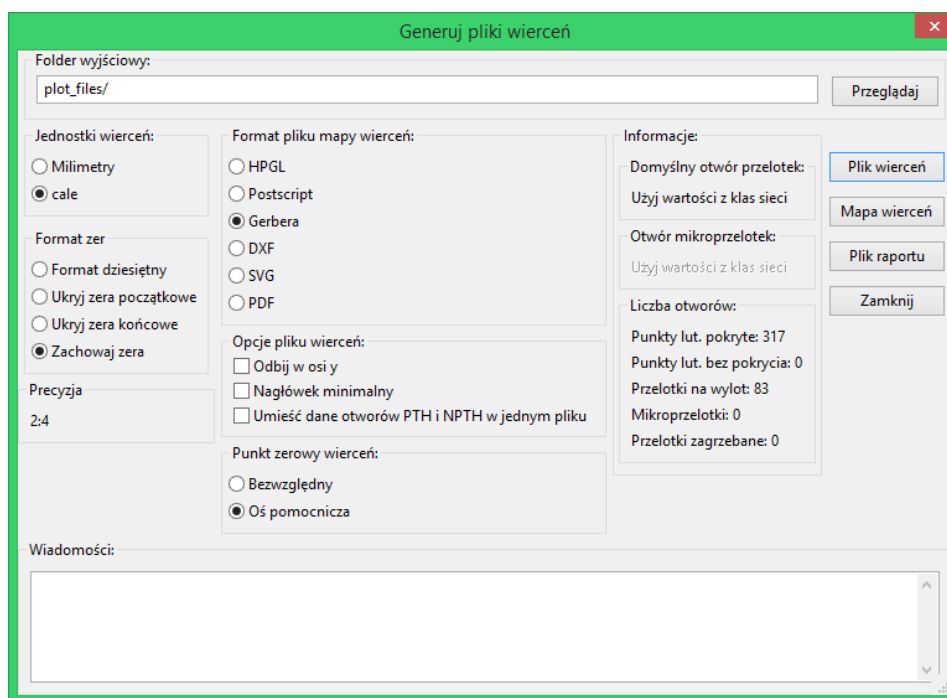 Generuj pliki wierceń
Folder wyjściowy:
plot_files/
Przeglądaj
Jednostki wierceń:
Milimetry
cale
Format zer
Format dziesiętny
Ukryj zera początkowe
Ukryj zera końcowe
Zachowaj zera
Precyzja
2:4
Format pliku mapy wierceń:
HPGL
Postscript
Gerbera
DXF
SVG
PDF
Opcje pliku wierceń:
Odbij w osi y
Nagłówek minimalny
Umieść dane otworów PTH i NPTH w jednym pliku
Punkt zerowy wierceń:
Bezwzględny
Oś pomocnicza
Informacje:
Domyślny otwór przelotek:
Użyj wartości z klas sieci
Otwór mikroprzelotek:
Użyj wartości z klas sieci
Liczba otworów:
Punkty lut. pokryte: 317
Punkty lut. bez pokrycia: 0
Przelotki na wylot: 83
Mikroprzelotki: 0
Przelotki zagrzebane: 0
Plik wierceń
Mapa wierceń
Plik raportu
Zamknij
Wiadomości: